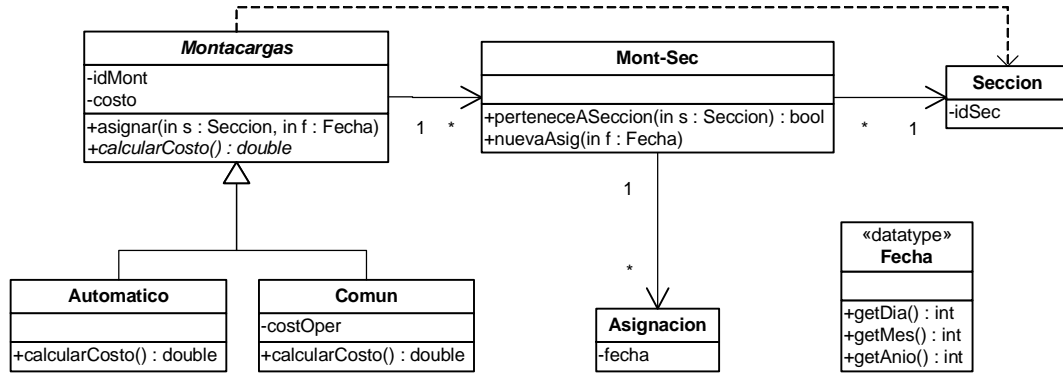 Montacargas
-idMont
-costo
+asignar(in s : Seccion, in f : Fecha)
+calcularCosto() : double
1
*
Mont-Sec
+perteneceASeccion(in s : Seccion) : bool
+nuevaAsig(in f : Fecha)
*
1
Seccion
-idSec
1
*
Automatico
+calcularCosto() : double
Comun
-costOper
+calcularCosto() : double
Asignacion
-fecha
«datatype»
Fecha
+getDia() : int
+getMes() : int
+getAnio() : int